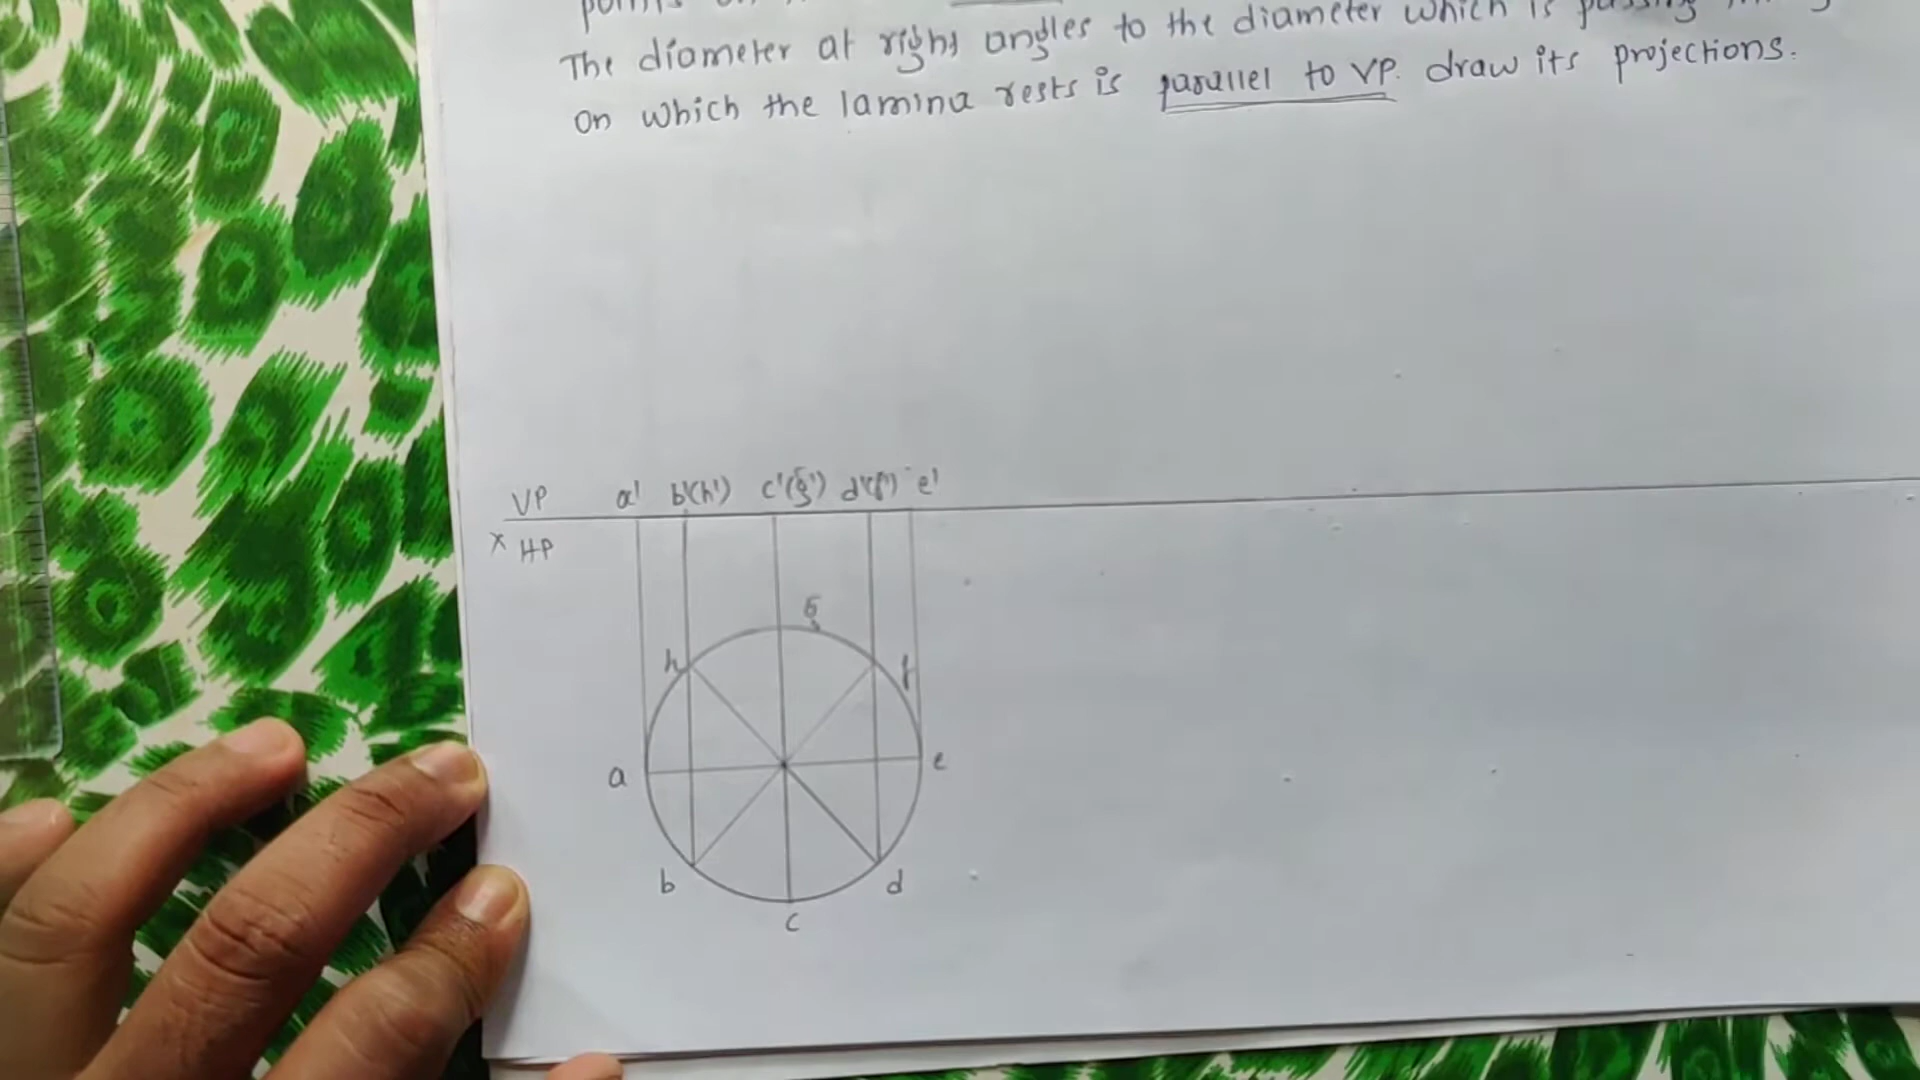 The diameter at right angles to the diameter which is passing
on which the lamina rests is parallel to VP. draw its projections.
VP a' b'(h') c'(g') d'(f') e'
X HP
g
h f
a e
b d
c